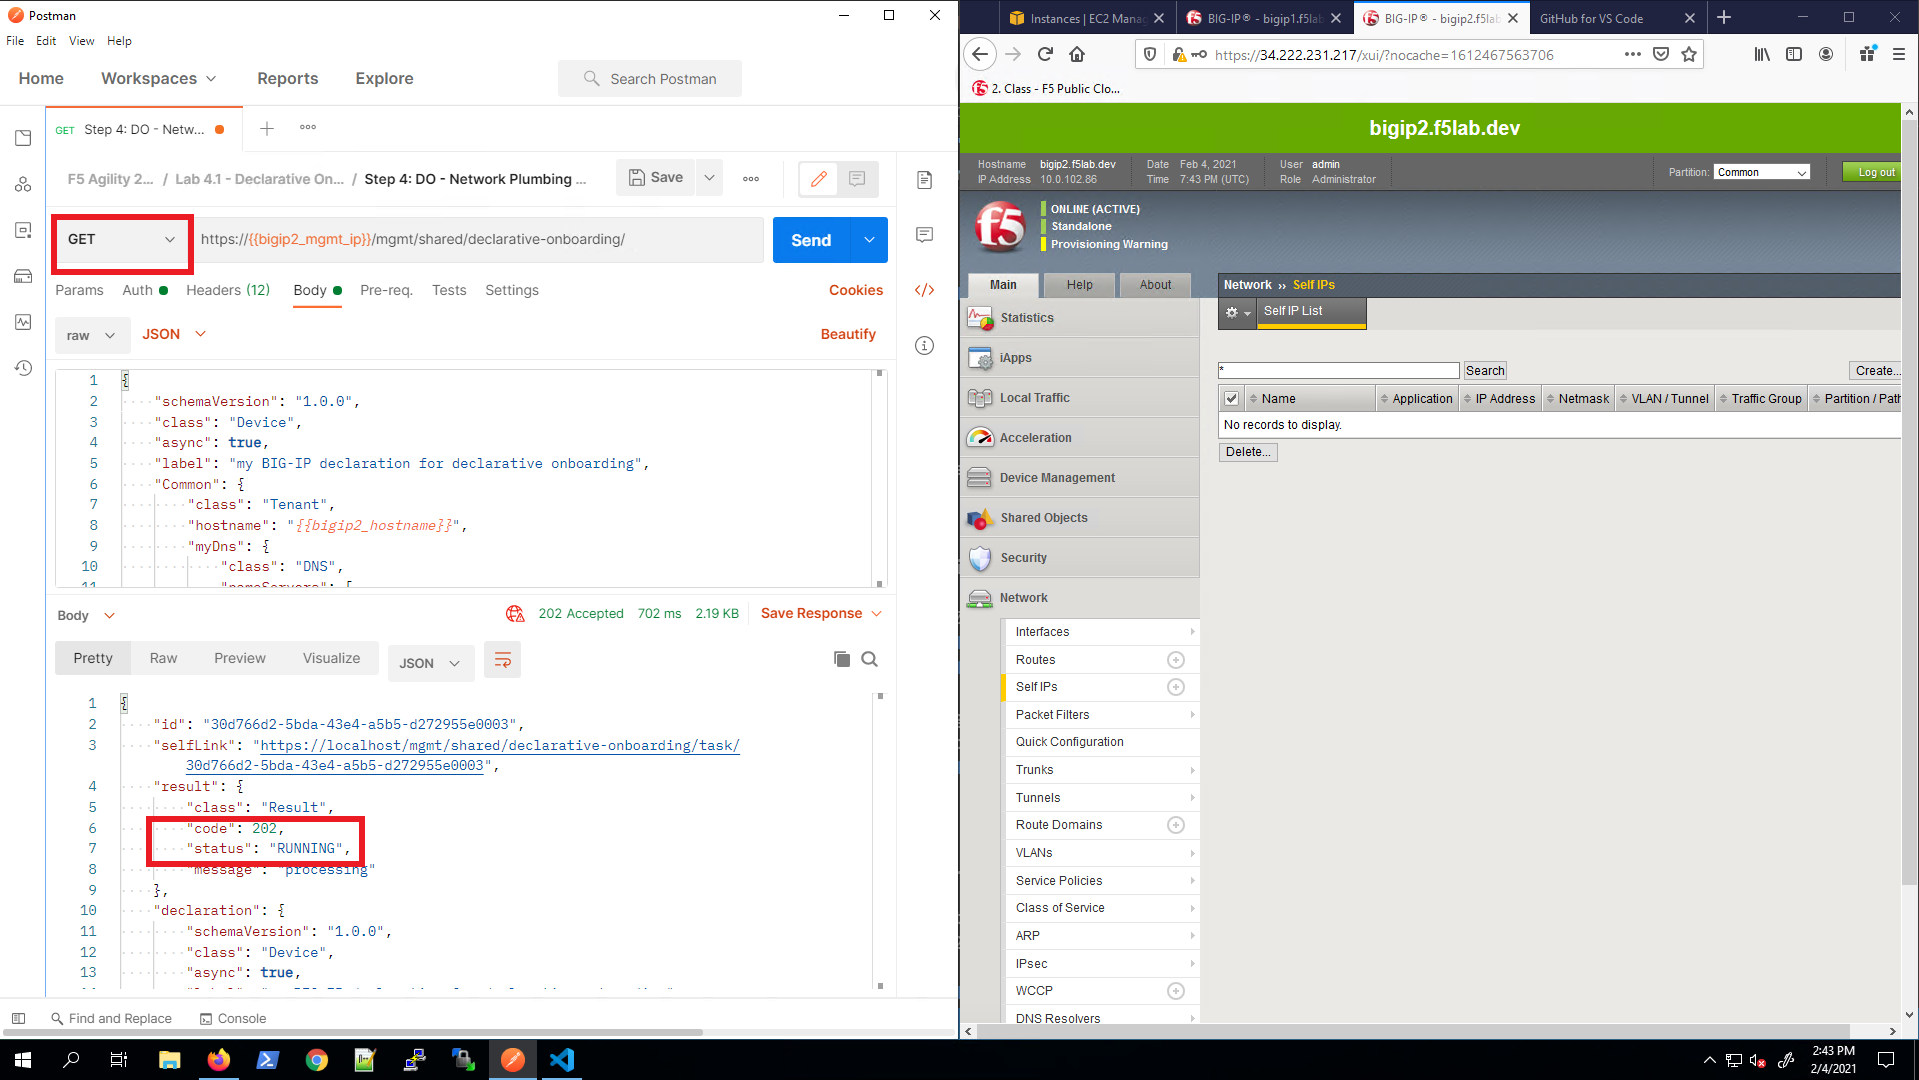 Postman
File Edit View Help
Home Workspaces Reports Explore Search Postman
GET Step 4: DO - Netw...
F5 Agility 2... / Lab 4.1 - Declarative On... / Step 4: DO - Network Plumbing ... Save
GET https://{{bigip2_mgmt_ip}}/mgmt/shared/declarative-onboarding/ Send
Params Auth Headers (12) Body Pre-req. Tests Settings Cookies
raw JSON Beautify
1 {
2 "schemaVersion": "1.0.0",
3 "class": "Device",
4 "async": true,
5 "label": "my BIG-IP declaration for declarative onboarding",
6 "Common": {
7 "class": "Tenant",
8 "hostname": "{{bigip2_hostname}}",
9 "myDns": {
10 "class": "DNS",
11 "nameServers": [
Body 202 Accepted 702 ms 2.19 KB Save Response
Pretty Raw Preview Visualize JSON
1 {
2 "id": "30d766d2-5bda-43e4-a5b5-d272955e0003",
3 "selfLink": "https://localhost/mgmt/shared/declarative-onboarding/task/
30d766d2-5bda-43e4-a5b5-d272955e0003",
4 "result": {
5 "class": "Result",
6 "code": 202,
7 "status": "RUNNING",
8 "message": "processing"
9 },
10 "declaration": {
11 "schemaVersion": "1.0.0",
12 "class": "Device",
13 "async": true,
Find and Replace Console
Instances | EC2 Mana BIG-IP® - bigip1.f5lab BIG-IP® - bigip2.f5lab GitHub for VS Code
https://34.222.231.217/xui/?nocache=1612467563706
2. Class - F5 Public Clo...
bigip2.f5lab.dev
Hostname bigip2.f5lab.dev Date Feb 4, 2021 User admin
IP Address 10.0.102.86 Time 7:43 PM (UTC) Role Administrator
Partition: Common Log out
f5
ONLINE (ACTIVE)
Standalone
Provisioning Warning
Main Help About
Statistics
iApps
Local Traffic
Acceleration
Device Management
Shared Objects
Security
Network
Interfaces
Routes
Self IPs
Packet Filters
Quick Configuration
Trunks
Tunnels
Route Domains
VLANs
Service Policies
Class of Service
ARP
IPsec
WCCP
DNS Resolvers
Network ›› Self IPs
Self IP List
* Search Create...
Name Application IP Address Netmask VLAN / Tunnel Traffic Group Partition / Path
No records to display.
Delete...
2:43 PM
2/4/2021